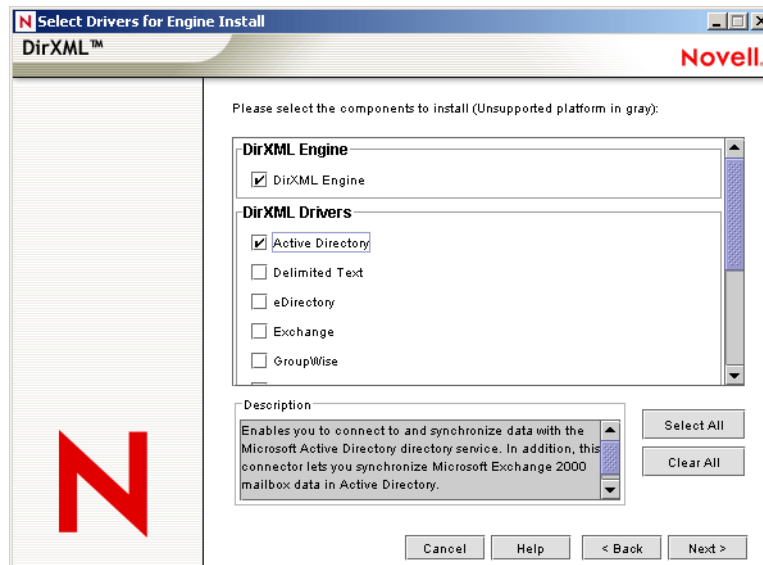 N Select Drivers for Engine Install
DirXML™
Novell.
Please select the components to install (Unsupported platform in gray):
DirXML Engine
DirXML Engine
DirXML Drivers
Active Directory
Delimited Text
eDirectory
Exchange
GroupWise
Description
Enables you to connect to and synchronize data with the
Microsoft Active Directory directory service. In addition, this
connector lets you synchronize Microsoft Exchange 2000
mailbox data in Active Directory.
Select All
Clear All
N
Cancel
Help
< Back
Next >